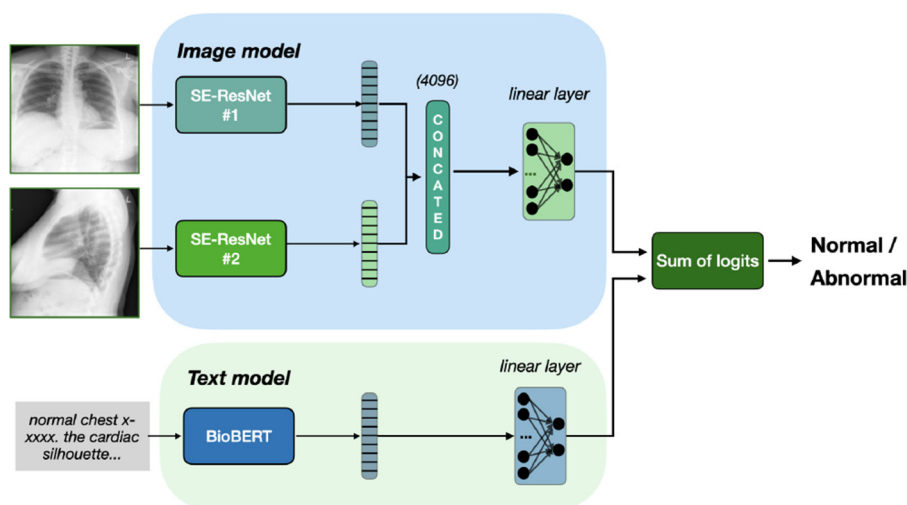 Image model
SE-ResNet
#1
(4096)
CONCATED
linear layer
...
L
L
SE-ResNet
#2
Sum of logits
Normal /
Abnormal
Text model
linear layer
normal chest x-
xxxx. the cardiac
silhouette...
BioBERT
...